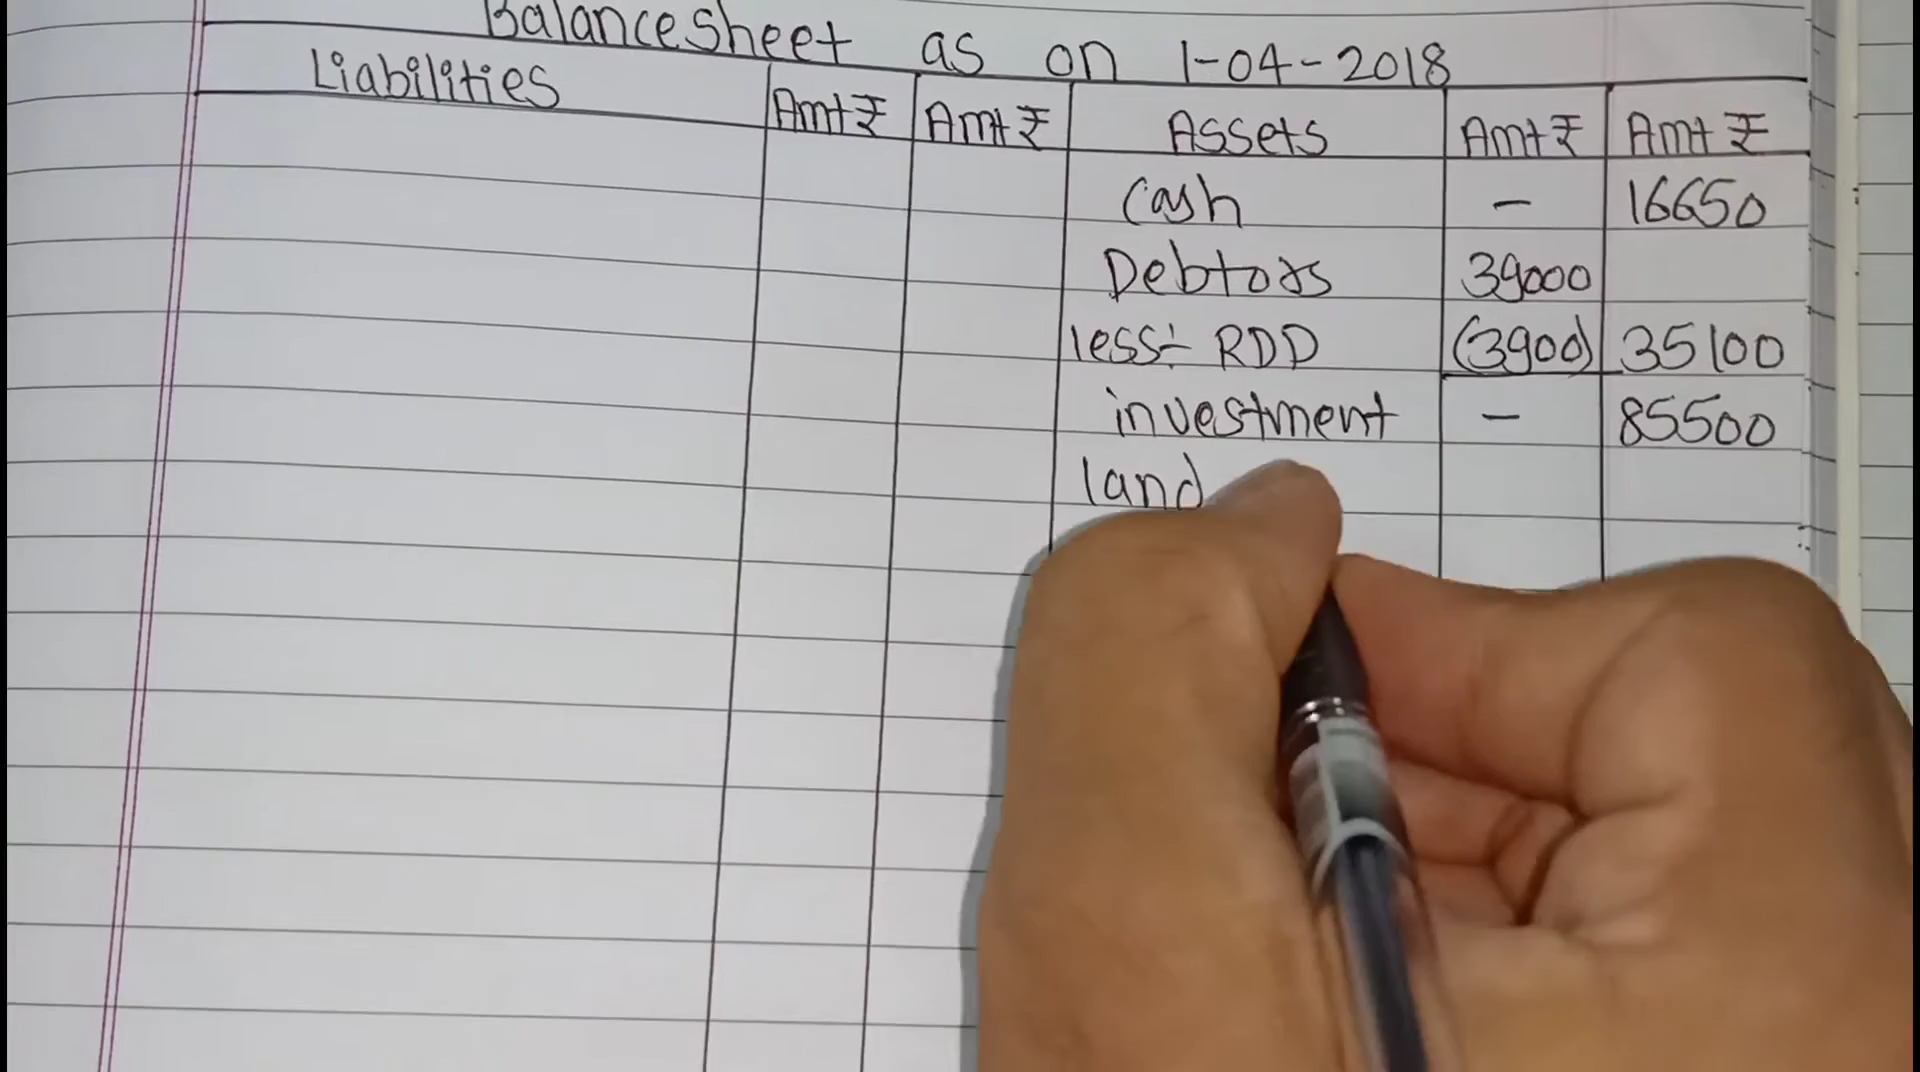 Balancesheet as on 1-04-2018
Liabilities Amt ₹ Amt ₹ Assets Amt ₹ Amt ₹
Cash - 16650
Debtors 39000
less:- RDD (3900) 35100
investment - 85500
land